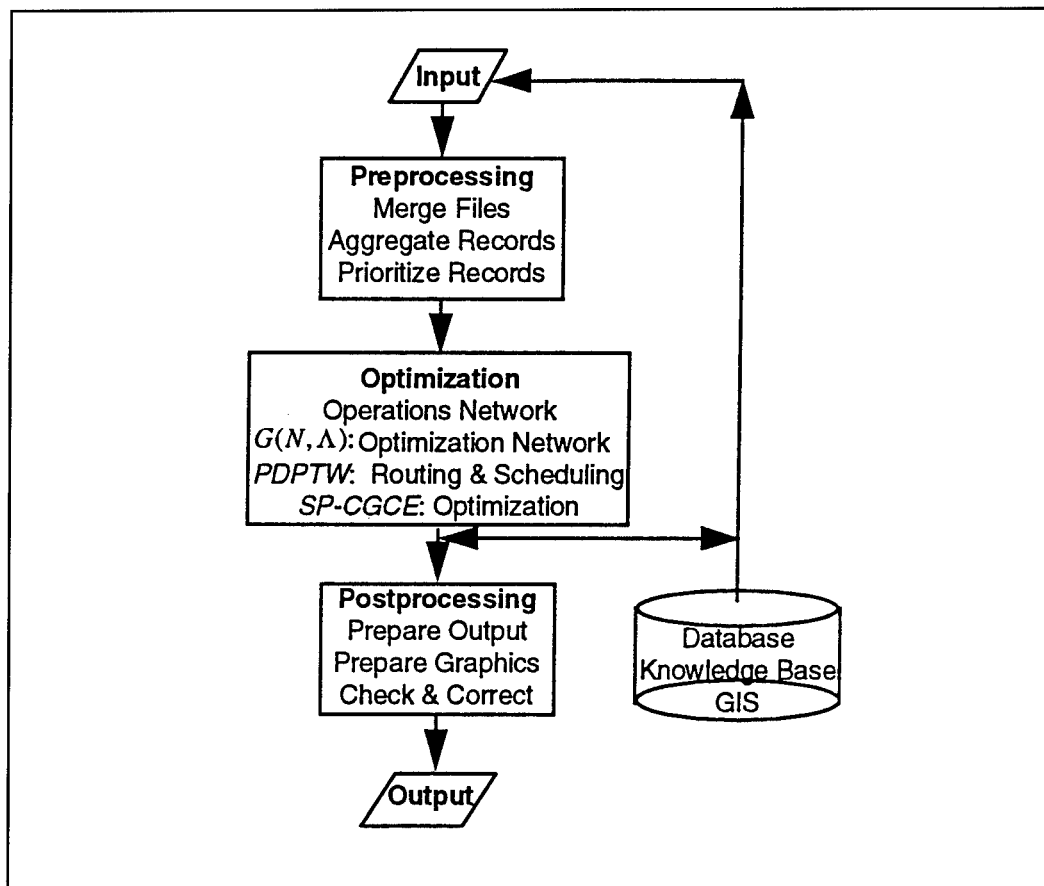 Input
Preprocessing
Merge Files
Aggregate Records
Prioritize Records
Optimization
Operations Network
G(N, Λ): Optimization Network
PDPTW: Routing & Scheduling
SP-CGCE: Optimization
Postprocessing
Prepare Output
Prepare Graphics
Check & Correct
Database
Knowledge Base
GIS
Output